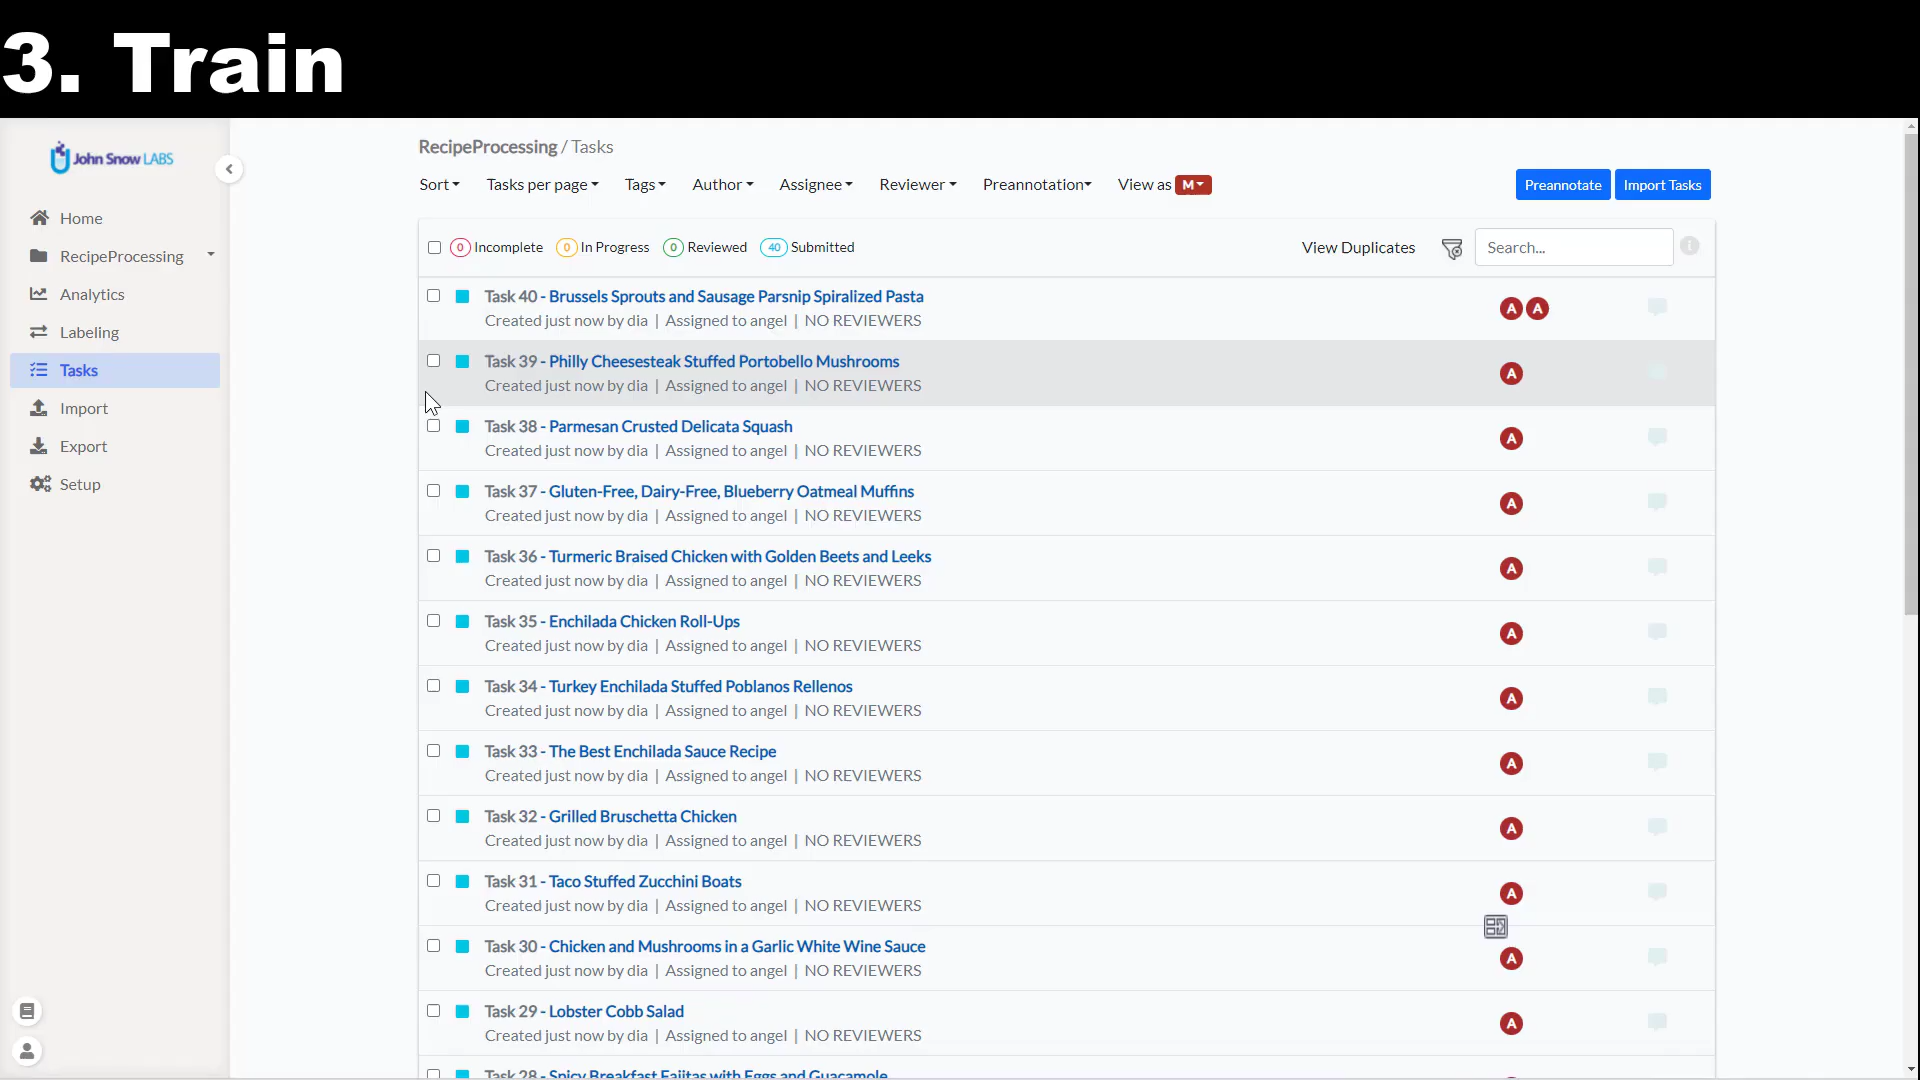 3. Train
John Snow LABS
Home
RecipeProcessing
Analytics
Labeling
Tasks
Import
Export
Setup
RecipeProcessing / Tasks
Sort Tasks per page Tags Author Assignee Reviewer Preannotation View as M Preannotate Import Tasks
0 Incomplete 0 In Progress 0 Reviewed 40 Submitted View Duplicates Search...
Task 40 - Brussels Sprouts and Sausage Parsnip Spiralized Pasta
Created just now by dia | Assigned to angel | NO REVIEWERS
A A
Task 39 - Philly Cheesesteak Stuffed Portobello Mushrooms
Created just now by dia | Assigned to angel | NO REVIEWERS
A
Task 38 - Parmesan Crusted Delicata Squash
Created just now by dia | Assigned to angel | NO REVIEWERS
A
Task 37 - Gluten-Free, Dairy-Free, Blueberry Oatmeal Muffins
Created just now by dia | Assigned to angel | NO REVIEWERS
A
Task 36 - Turmeric Braised Chicken with Golden Beets and Leeks
Created just now by dia | Assigned to angel | NO REVIEWERS
A
Task 35 - Enchilada Chicken Roll-Ups
Created just now by dia | Assigned to angel | NO REVIEWERS
A
Task 34 - Turkey Enchilada Stuffed Poblanos Rellenos
Created just now by dia | Assigned to angel | NO REVIEWERS
A
Task 33 - The Best Enchilada Sauce Recipe
Created just now by dia | Assigned to angel | NO REVIEWERS
A
Task 32 - Grilled Bruschetta Chicken
Created just now by dia | Assigned to angel | NO REVIEWERS
A
Task 31 - Taco Stuffed Zucchini Boats
Created just now by dia | Assigned to angel | NO REVIEWERS
A
Task 30 - Chicken and Mushrooms in a Garlic White Wine Sauce
Created just now by dia | Assigned to angel | NO REVIEWERS
A
Task 29 - Lobster Cobb Salad
Created just now by dia | Assigned to angel | NO REVIEWERS
A
Task 28 - Spicy Breakfast Fajitas with Eggs and Guacamole